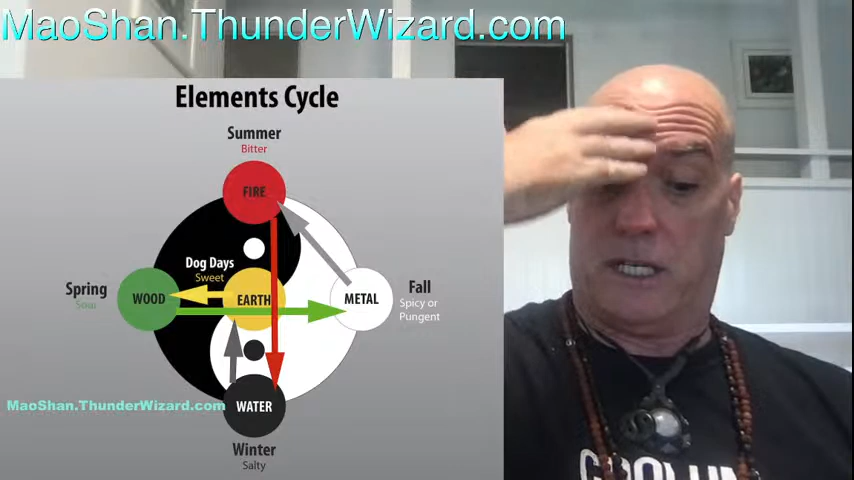 MaoShan.ThunderWizard.com
Elements Cycle
Summer
Bitter
FIRE
Dog Days
Sweet
Spring
Sour
WOOD
EARTH
METAL
Fall
Spicy or
Pungent
MaoShan.ThunderWizard.com
WATER
Winter
Salty